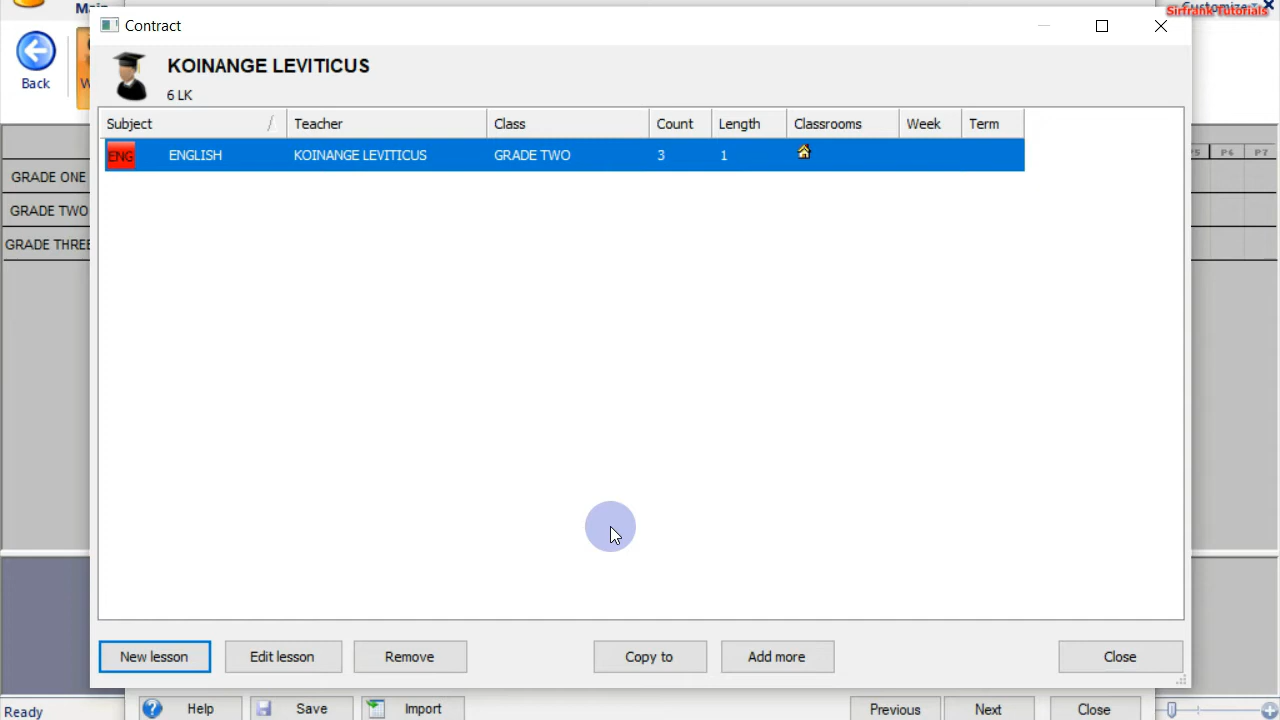 Main
Customize
Sirfrank Tutorials
Contract
Back
KOINANGE LEVITICUS
6 LK
Subject / Teacher Class Count Length Classrooms Week Term
ENG ENGLISH KOINANGE LEVITICUS GRADE TWO 3 1
P6 P7
GRADE ONE
GRADE TWO
GRADE THREE
New lesson Edit lesson Remove Copy to Add more Close
Ready
Help Save Import Previous Next Close